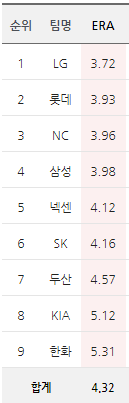 순위 팀명 ERA
1 LG 3.72
2 롯데 3.93
3 NC 3.96
4 삼성 3.98
5 넥센 4.12
6 SK 4.16
7 두산 4.57
8 KIA 5.12
9 한화 5.31
합계 4.32